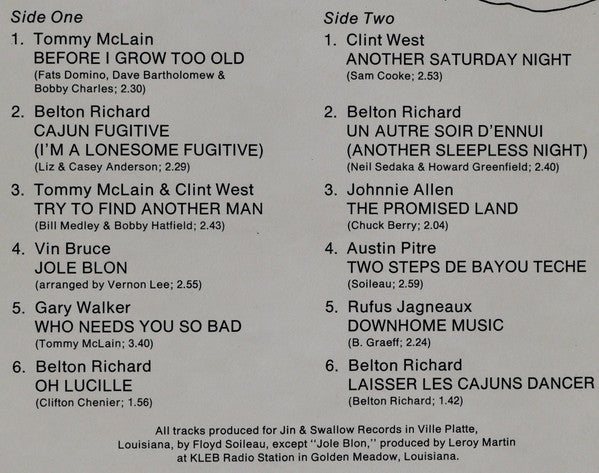 Side One
1. Tommy McLain
BEFORE I GROW TOO OLD
(Fats Domino, Dave Bartholomew &
Bobby Charles; 2.30)
2. Belton Richard
CAJUN FUGITIVE
(I'M A LONESOME FUGITIVE)
(Liz & Casey Anderson; 2.29)
3. Tommy McLain & Clint West
TRY TO FIND ANOTHER MAN
(Bill Medley & Bobby Hatfield; 2.43)
4. Vin Bruce
JOLE BLON
(arranged by Vernon Lee; 2.55)
5. Gary Walker
WHO NEEDS YOU SO BAD
(Tommy McLain; 3.40)
6. Belton Richard
OH LUCILLE
(Clifton Chenier; 1.56)
Side Two
1. Clint West
ANOTHER SATURDAY NIGHT
(Sam Cooke; 2.53)
2. Belton Richard
UN AUTRE SOIR D'ENNUI
(ANOTHER SLEEPLESS NIGHT)
(Neil Sedaka & Howard Greenfield; 2.40)
3. Johnnie Allen
THE PROMISED LAND
(Chuck Berry; 2.04)
4. Austin Pitre
TWO STEPS DE BAYOU TECHE
(Soileau; 2.59)
5. Rufus Jagneaux
DOWNHOME MUSIC
(B. Graeff; 2.24)
6. Belton Richard
LAISSER LES CAJUNS DANCER
(Belton Richard; 1.42)
All tracks produced for Jin & Swallow Records in Ville Platte,
Louisiana, by Floyd Soileau, except "Jole Blon," produced by Leroy Martin
at KLEB Radio Station in Golden Meadow, Louisiana.